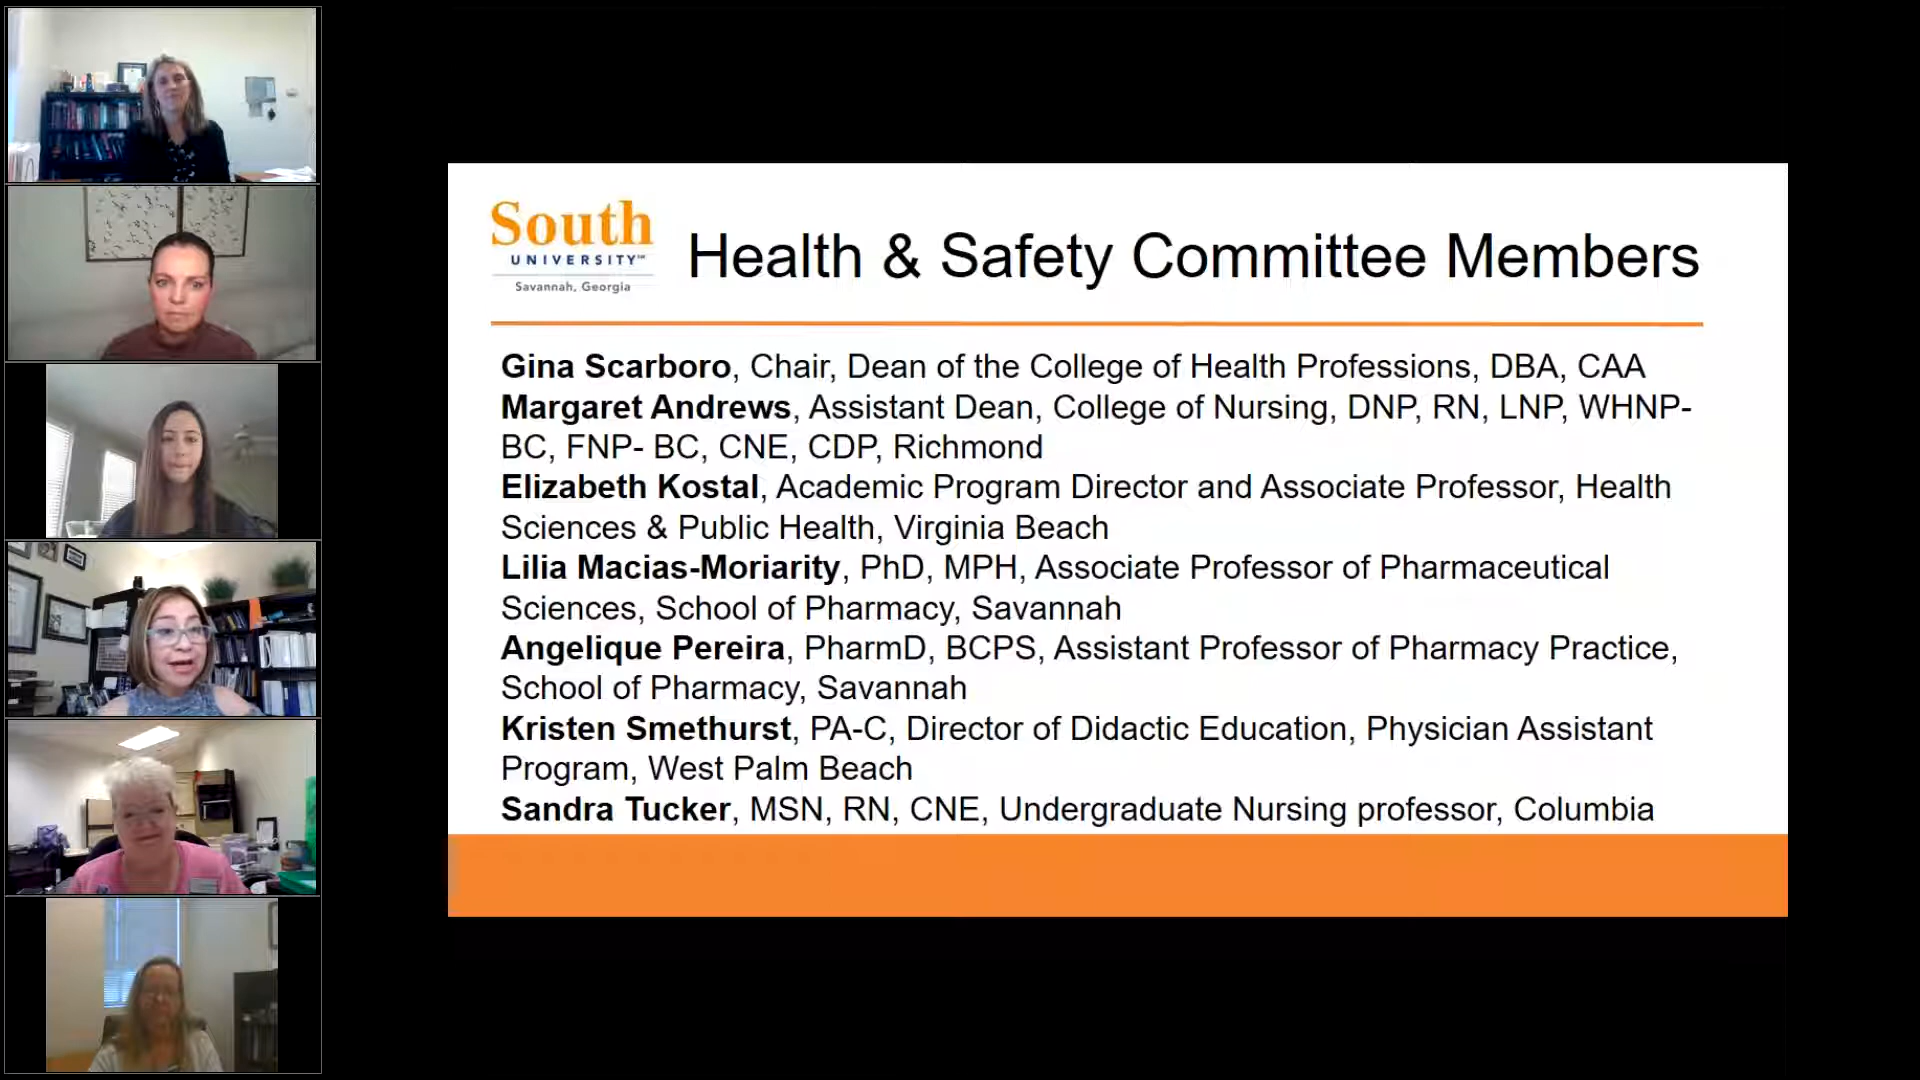 South
UNIVERSITY℠
Savannah, Georgia
Health & Safety Committee Members
Gina Scarboro, Chair, Dean of the College of Health Professions, DBA, CAA
Margaret Andrews, Assistant Dean, College of Nursing, DNP, RN, LNP, WHNP-
BC, FNP- BC, CNE, CDP, Richmond
Elizabeth Kostal, Academic Program Director and Associate Professor, Health
Sciences & Public Health, Virginia Beach
Lilia Macias-Moriarity, PhD, MPH, Associate Professor of Pharmaceutical
Sciences, School of Pharmacy, Savannah
Angelique Pereira, PharmD, BCPS, Assistant Professor of Pharmacy Practice,
School of Pharmacy, Savannah
Kristen Smethurst, PA-C, Director of Didactic Education, Physician Assistant
Program, West Palm Beach
Sandra Tucker, MSN, RN, CNE, Undergraduate Nursing professor, Columbia